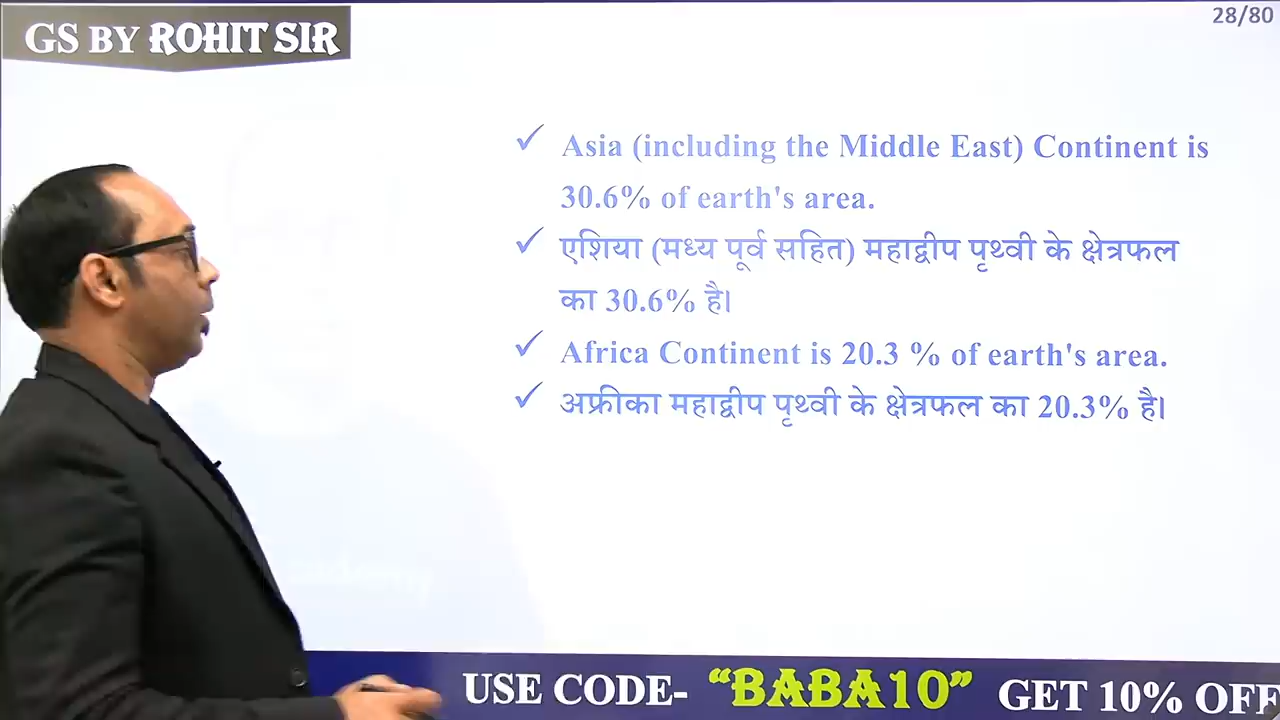 GS BY ROHIT SIR
28/80
✓ Asia (including the Middle East) Continent is
30.6% of earth's area.
✓ एशिया (मध्य पूर्व सहित) महाद्वीप पृथ्वी के क्षेत्रफल
का 30.6% है।
✓ Africa Continent is 20.3 % of earth's area.
✓ अफ्रीका महाद्वीप पृथ्वी के क्षेत्रफल का 20.3% है।
USE CODE- “BABA10” GET 10% OFF